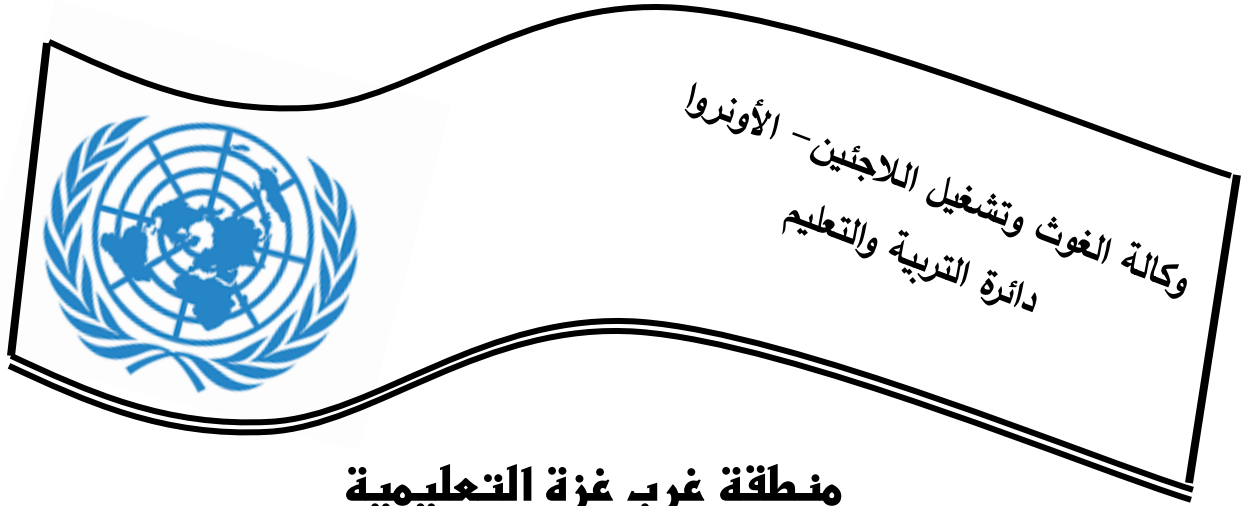 وكالة الغوث وتشغيل اللاجئين – الأونروا
دائرة التربية والتعليم
منطقة غرب غزة التعليمية